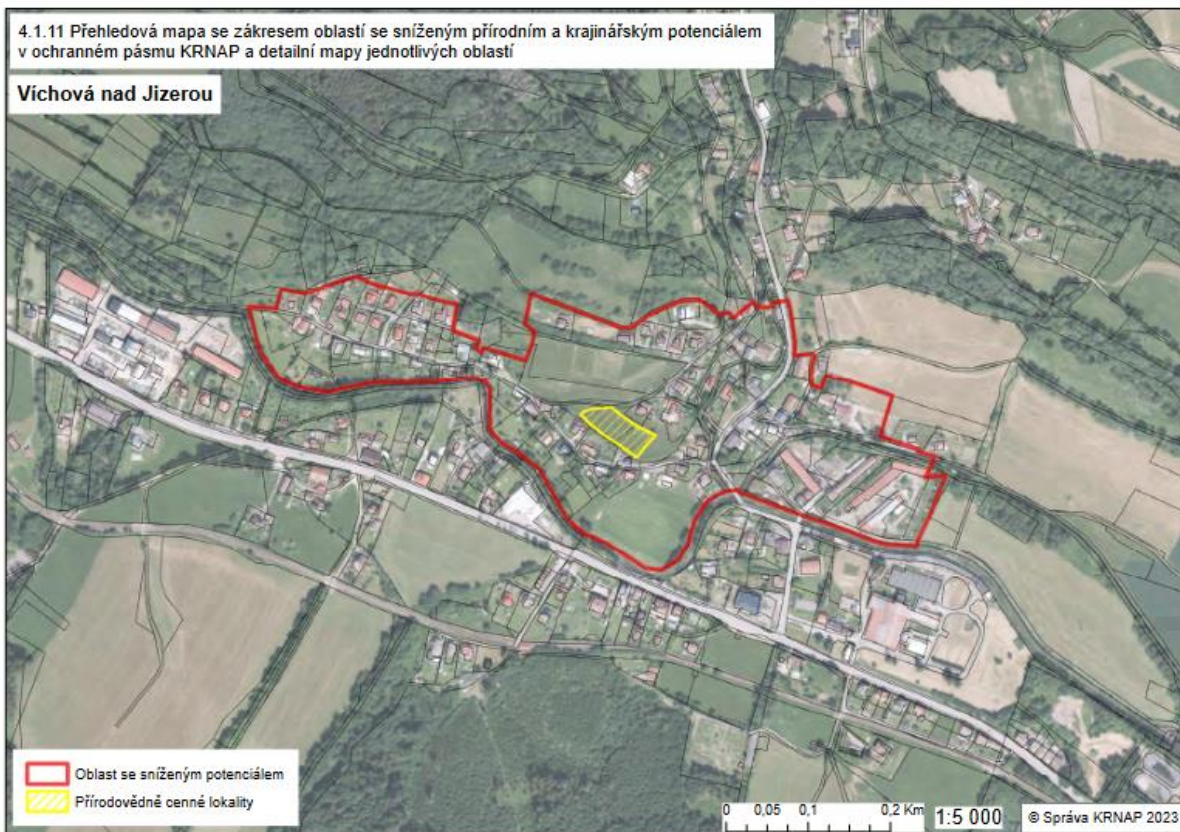 4.1.11 Přehledová mapa se zákresem oblastí se sníženým přírodním a krajinářským potenciálem
v ochranném pásmu KRNAP a detailní mapy jednotlivých oblastí
Víchová nad Jizerou
Oblast se sníženým potenciálem
Přírodovědně cenné lokality
0 0,05 0,1 0,2 Km
1:5 000
© Správa KRNAP 2023